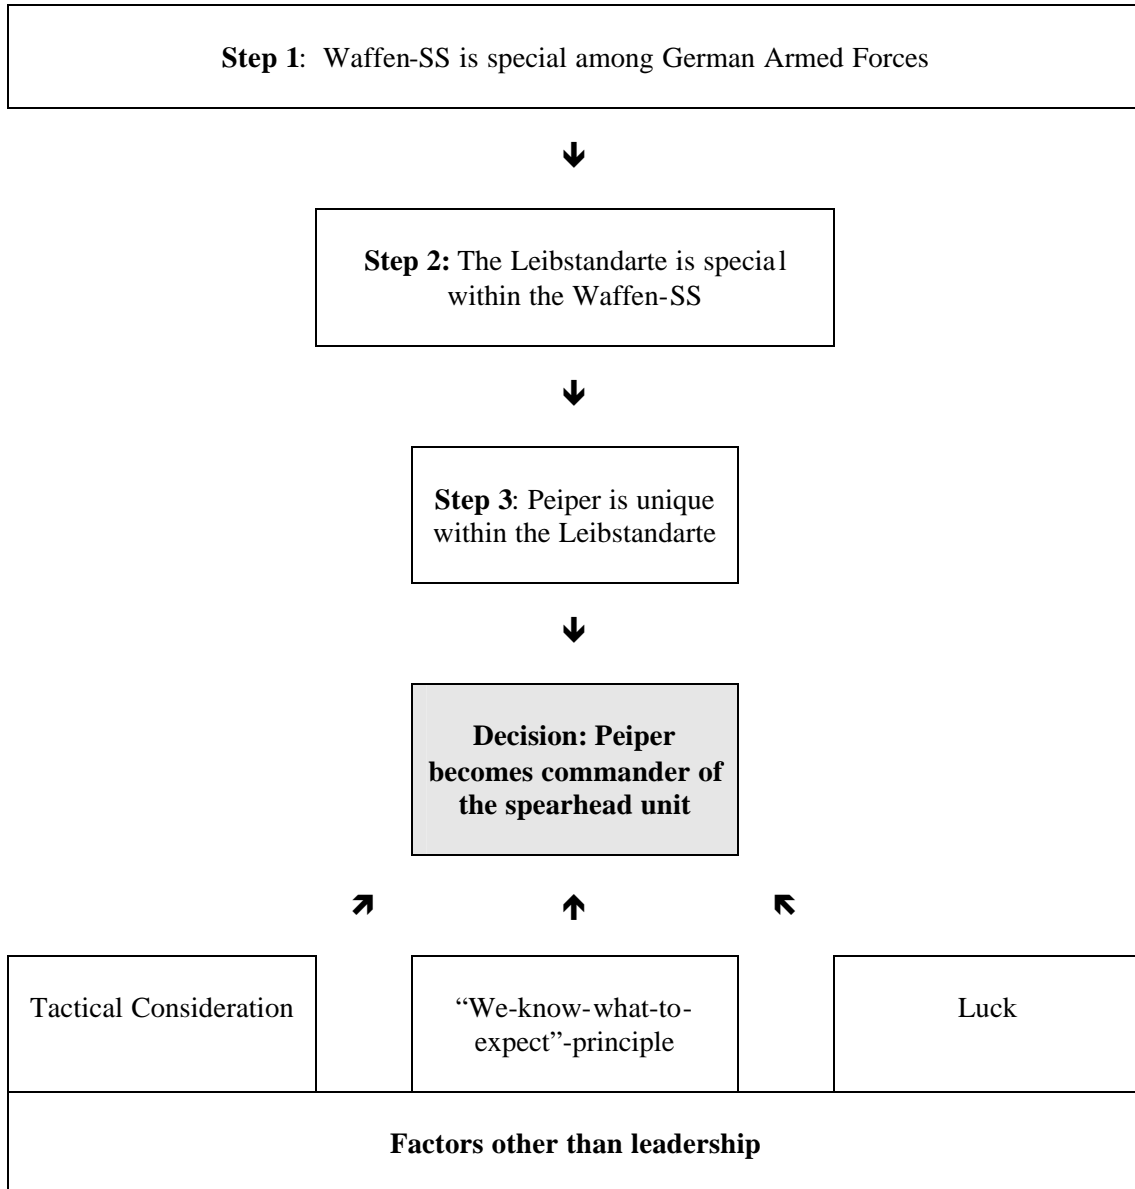 Step 1: Waffen-SS is special among German Armed Forces
Step 2: The Leibstandarte is special
within the Waffen-SS
Step 3: Peiper is unique
within the Leibstandarte
Decision: Peiper
becomes commander of
the spearhead unit
Tactical Consideration
“We-know-what-to-
expect”-principle
Luck
Factors other than leadership